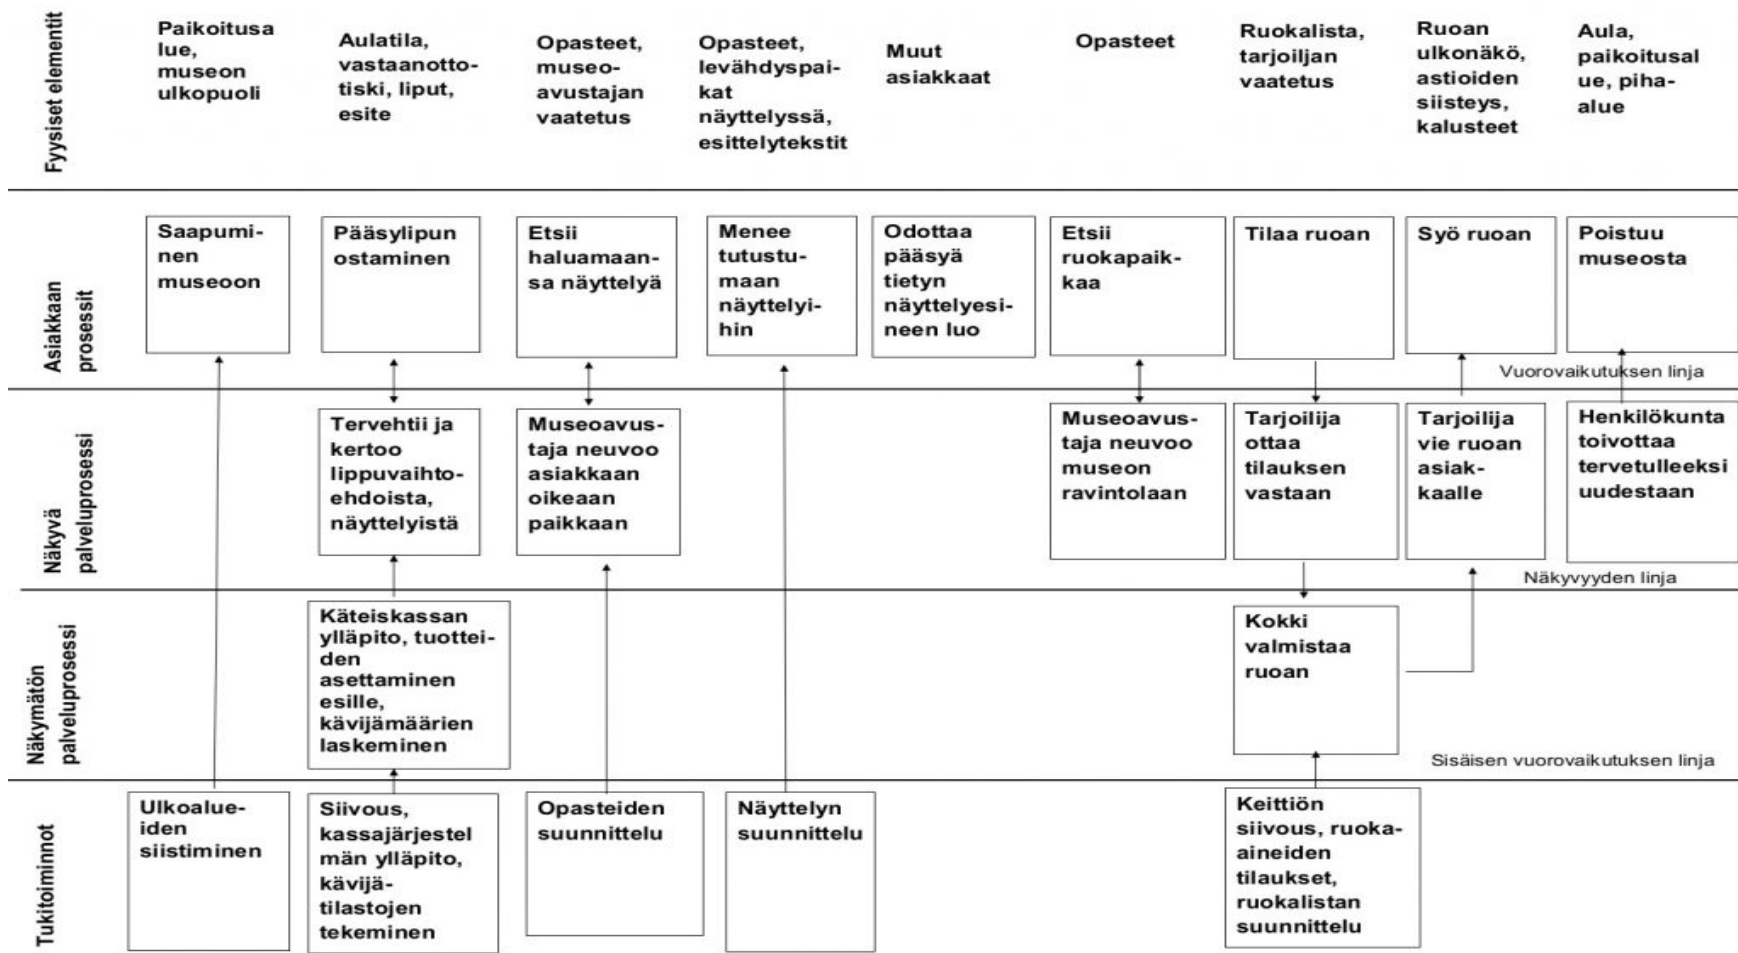 Fyysiset elementit
Paikoitusa
lue,
museon
ulkopuoli
Aulatila,
vastaanotto-
tiski, liput,
esite
Opasteet,
museo-
avustajan
vaatetus
Opasteet,
levähdyspai-
kat
näyttelyssä,
esittelytekstit
Muut
asiakkaat
Opasteet
Ruokalista,
tarjoiljan
vaatetus
Ruoan
ulkonäkö,
astioiden
siisteys,
kalusteet
Aula,
paikoitusal
ue, piha-
alue
Asiakkaan
prosessit
Saapumi-
nen
museoon
Pääsylipun
ostaminen
Etsii
haluamaan-
sa näyttelyä
Menee
tutustu-
maan
näyttelyi-
hin
Odottaa
pääsyä
tietyn
näyttelyesi-
neen luo
Etsii
ruokapaik-
kaa
Tilaa ruoan
Syö ruoan
Poistuu
museosta
Vuorovaikutuksen linja
Näkyvä
palveluprosessi
Tervehtii ja
kertoo
lippuvaihto-
ehdoista,
näyttelyistä
Museoavus-
taja neuvoo
asiakkaan
oikeaan
paikkaan
Museoavus-
taja neuvoo
museon
ravintolaan
Tarjoilija
ottaa
tilauksen
vastaan
Tarjoilija
vie ruoan
asiak-
kaalle
Henkilökunta
toivottaa
tervetulleeksi
uudestaan
Näkyvyyden linja
Näkymätön
palveluprosessi
Käteiskassan
ylläpito, tuottei-
den
asettaminen
esille,
kävijämäärien
laskeminen
Kokki
valmistaa
ruoan
Sisäisen vuorovaikutuksen linja
Tukitoiminnot
Ulkoalue-
iden
siistiminen
Siivous,
kassajärjestel
män ylläpito,
kävijä-
tilastojen
tekeminen
Opasteiden
suunnittelu
Näyttelyn
suunnittelu
Keittiön
siivous, ruoka-
aineiden
tilaukset,
ruokalistan
suunnittelu